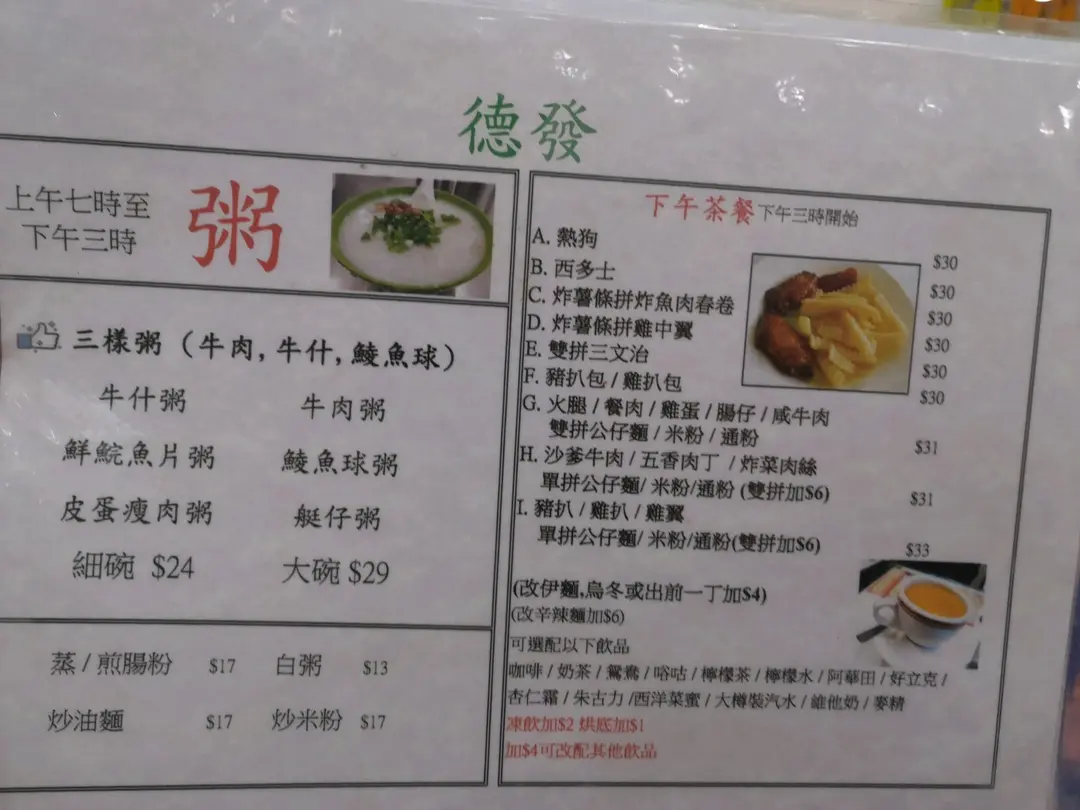 德發
上午七時至
下午三時
粥
三樣粥（牛肉,牛什,鯪魚球）
牛什粥 牛肉粥
鮮鯇魚片粥 鯪魚球粥
皮蛋瘦肉粥 艇仔粥
細碗 $24 大碗 $29
蒸 / 煎腸粉 $17 白粥 $13
炒油麵 $17 炒米粉 $17
下午茶餐 下午三時開始
A. 熱狗 $30
B. 西多士 $30
C. 炸薯條拼炸魚肉春卷 $30
D. 炸薯條拼雞中翼 $30
E. 雙拼三文治 $30
F. 豬扒包 / 雞扒包 $30
G. 火腿 / 餐肉 / 雞蛋 / 腸仔 / 咸牛肉
雙拼公仔麵 / 米粉 / 通粉 $31
H. 沙爹牛肉 / 五香肉丁 / 炸菜肉絲
單拼公仔麵/ 米粉/通粉 (雙拼加$6) $31
I. 豬扒 / 雞扒 / 雞翼
單拼公仔麵/ 米粉/通粉(雙拼加$6) $33
(改伊麵,烏冬或出前一丁加$4)
(改辛辣麵加$6)
可選配以下飲品
咖啡 / 奶茶 / 鴛鴦 / 唂咕 / 檸檬茶 / 檸檬水 / 阿華田 / 好立克 /
杏仁霜 / 朱古力 / 西洋菜蜜 / 大樽裝汽水 / 維他奶 / 麥精
凍飲加$2 烘底加$1
加$4可改配其他飲品